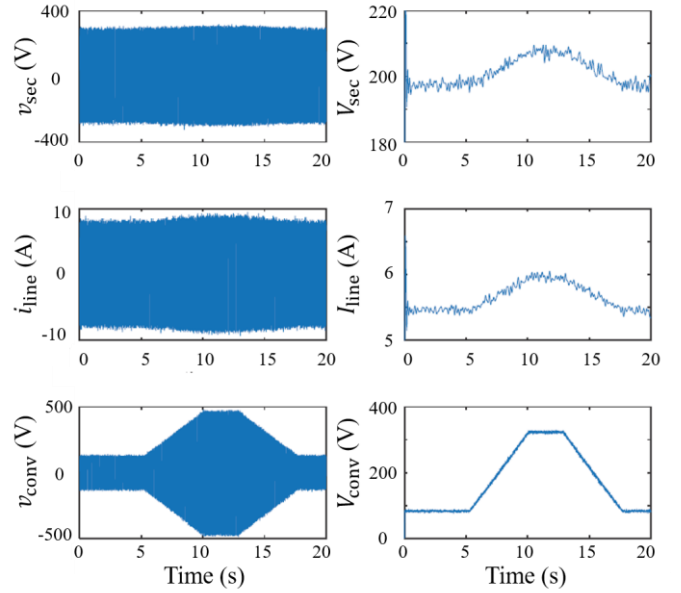 400
0
-400
v_sec (V)
0 5 10 15 20
220
200
180
V_sec (V)
0 5 10 15 20
10
0
-10
i_line (A)
0 5 10 15 20
7
6
5
I_line (A)
0 5 10 15 20
500
0
-500
v_conv (V)
0 5 10 15 20
Time (s)
400
200
0
V_conv (V)
0 5 10 15 20
Time (s)